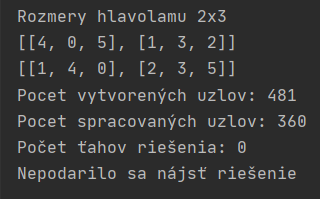 Rozmery hlavolamu 2x3
[[4, 0, 5], [1, 3, 2]]
[[1, 4, 0], [2, 3, 5]]
Pocet vytvorených uzlov: 481
Pocet spracovaných uzlov: 360
Počet ťahov riešenia: 0
Nepodarilo sa nájsť riešenie